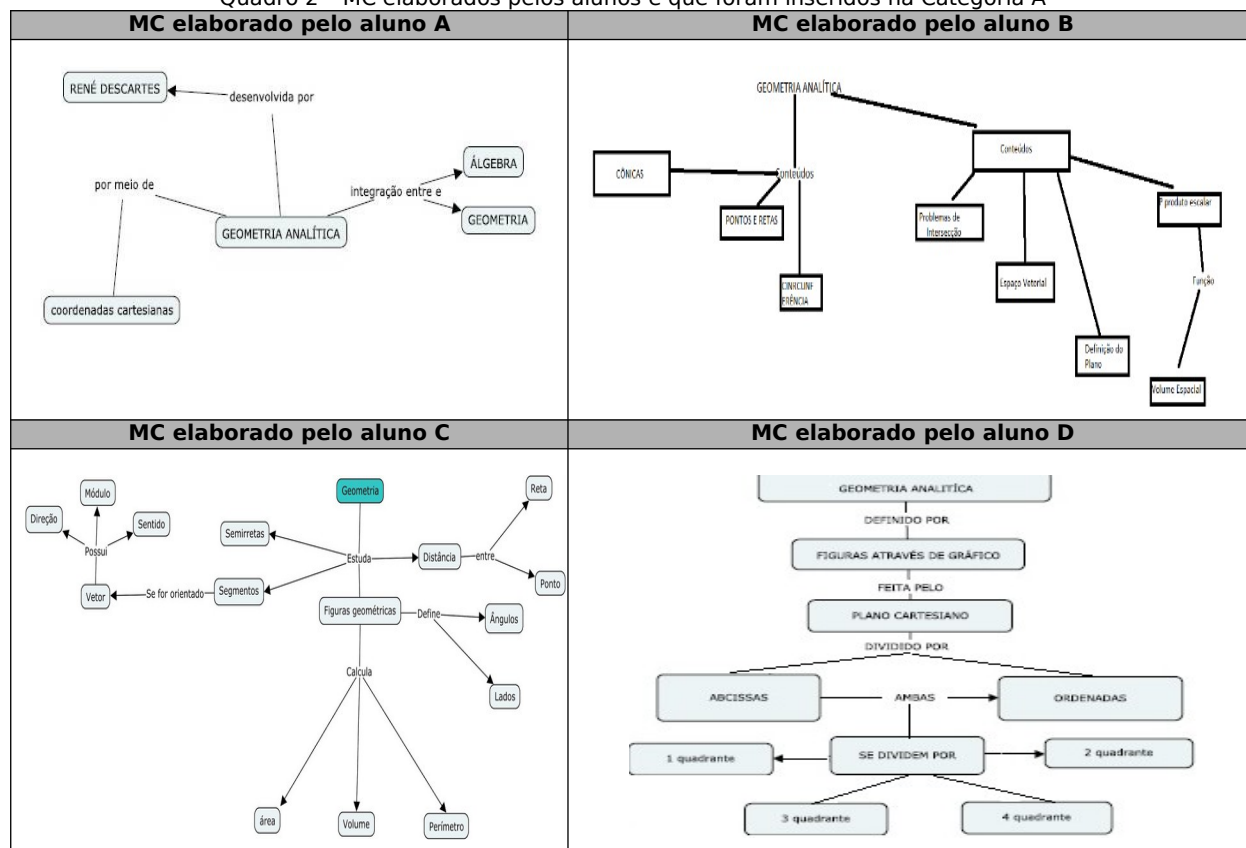 Quadro 2 – MC elaborados pelos alunos e que foram inseridos na Categoria A
MC elaborado pelo aluno A
RENÉ DESCARTES
desenvolvida por
ÁLGEBRA
por meio de
integração entre e
GEOMETRIA
GEOMETRIA ANALÍTICA
coordenadas cartesianas
MC elaborado pelo aluno B
GEOMETRIA ANALÍTICA
Conteúdos
CÔNICAS
Conteúdos
PONTOS E RETAS
Problemas de
Intersecção
P produto escalar
CINRCUNF
ERÊNCIA
Espaço Vetorial
Função
Definição do
Plano
Volume Espacial
MC elaborado pelo aluno C
Módulo
Geometria
Reta
Direção
Sentido
Semirretas
Possui
Estuda
Distância
entre
Ponto
Vetor
Se for orientado
Segmentos
Figuras geométricas
Define
Ângulos
Calcula
Lados
área
Volume
Perímetro
MC elaborado pelo aluno D
GEOMETRIA ANALITÍCA
DEFINIDO POR
FIGURAS ATRAVÉS DE GRÁFICO
FEITA PELO
PLANO CARTESIANO
DIVIDIDO POR
ABCISSAS
AMBAS
ORDENADAS
1 quadrante
SE DIVIDEM POR
2 quadrante
3 quadrante
4 quadrante